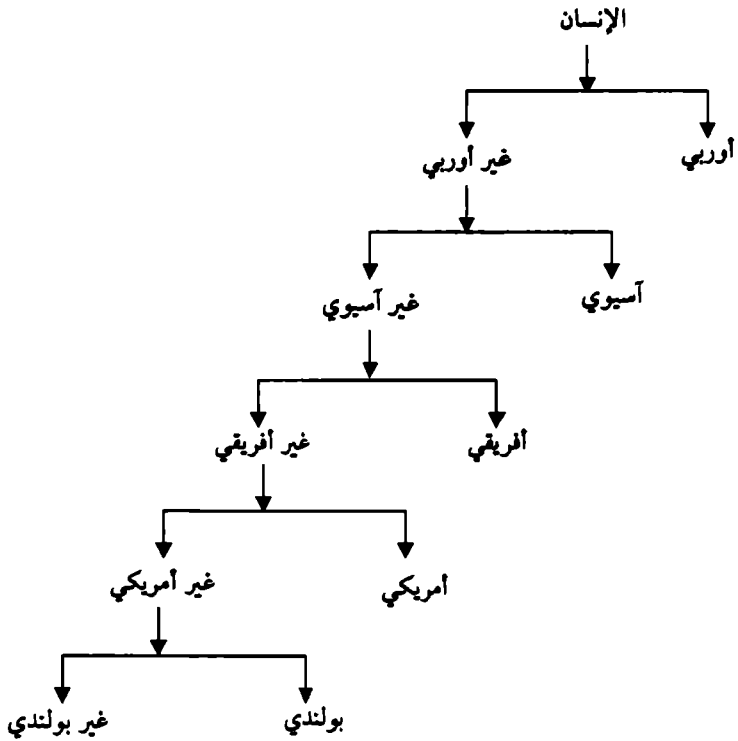 الإنسان
أوربي
غير أوربي
آسيوي
غير آسيوي
أفريقي
غير أفريقي
أمريكي
غير أمريكي
بولندي
غير بولندي